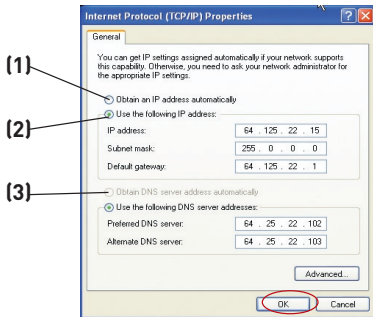 Internet Protocol (TCP/IP) Properties
General
You can get IP settings assigned automatically if your network supports
this capability. Otherwise, you need to ask your network administrator for
the appropriate IP settings.
(1)
Obtain an IP address automatically
(2)
Use the following IP address:
IP address: 64 . 125 . 22 . 15
Subnet mask: 255 . 0 . 0 . 0
Default gateway: 64 . 125 . 22 . 1
(3)
Obtain DNS server address automatically
Use the following DNS server addresses:
Preferred DNS server: 64 . 25 . 22 . 102
Alternate DNS server: 64 . 25 . 22 . 103
Advanced...
OK Cancel